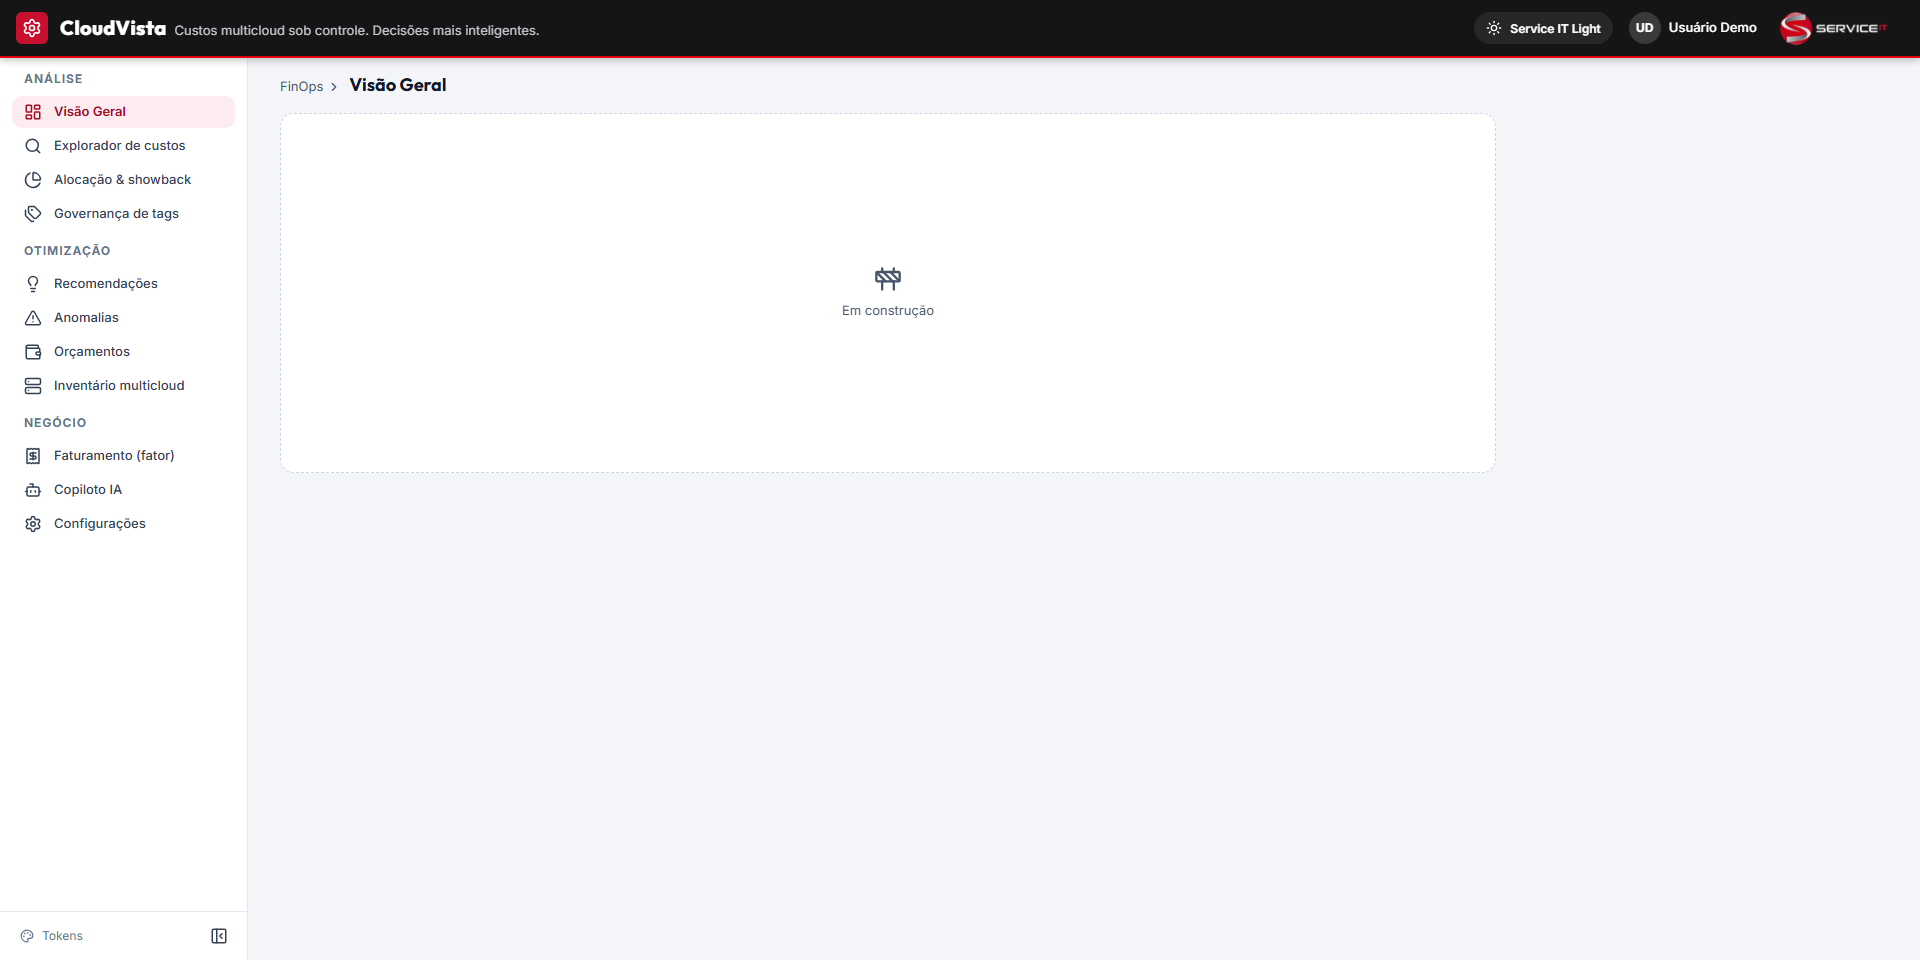 CloudVista Custos multicloud sob controle. Decisões mais inteligentes.
Service IT Light
UD Usuário Demo
SERVICE IT
ANÁLISE
Visão Geral
Explorador de custos
Alocação & showback
Governança de tags
OTIMIZAÇÃO
Recomendações
Anomalias
Orçamentos
Inventário multicloud
NEGÓCIO
Faturamento (fator)
Copiloto IA
Configurações
Tokens
FinOps > Visão Geral
Em construção